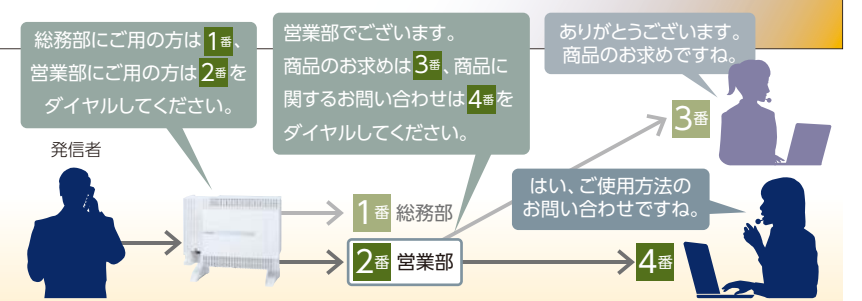 総務部にご用の方は1番、
営業部にご用の方は2番を
ダイヤルしてください。
営業部でございます。
商品のお求めは3番、商品に
関するお問い合わせは4番を
ダイヤルしてください。
ありがとうございます。
商品のお求めですね。
発信者
3番
はい、ご使用方法の
お問い合わせですね。
1番 総務部
2番 営業部
4番